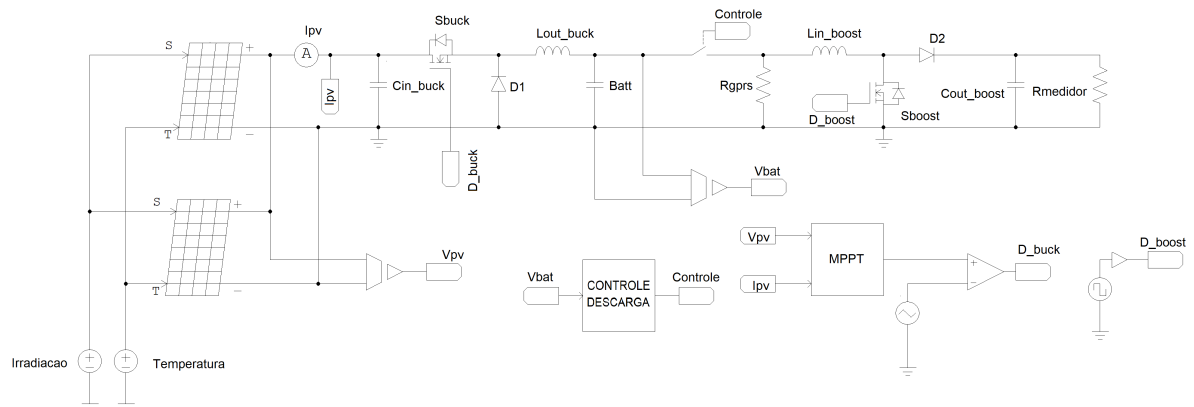 Controle
Ipv
Sbuck
Lout_buck
Lin_boost
D2
S
+
A
Ipv
Cin_buck
D1
Batt
Rgprs
D_boost
Sboost
Cout_boost
Rmedidor
T
−
D_buck
Vbat
S
+
Vpv
T
−
Vbat
CONTROLE
DESCARGA
Controle
Vpv
Ipv
MPPT
+
−
D_buck
D_boost
Irradiacao
+
−
+
−
Temperatura